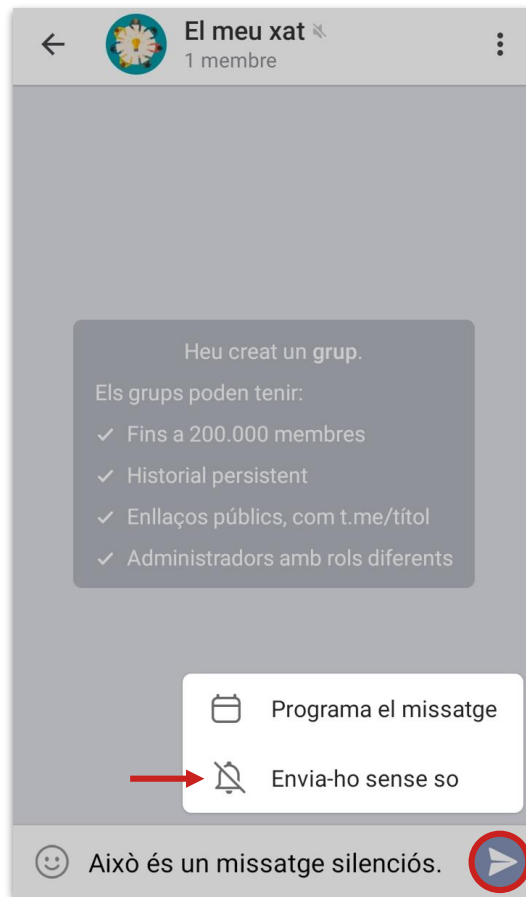 El meu xat
1 membre
Heu creat un grup.
Els grups poden tenir:
Fins a 200.000 membres
Historial persistent
Enllaços públics, com t.me/títol
Administradors amb rols diferents
Programa el missatge
Envia-ho sense so
Això és un missatge silenciós.